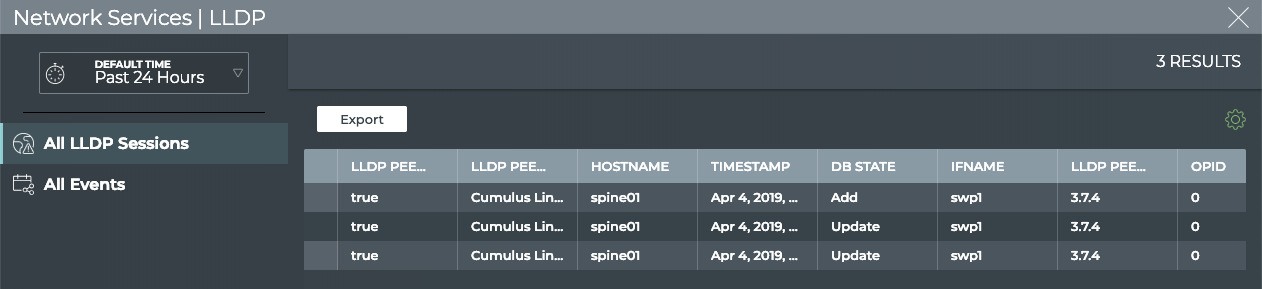 Network Services | LLDP
DEFAULT TIME
Past 24 Hours
3 RESULTS
All LLDP Sessions
All Events
Export
LLDP PEE... LLDP PEE... HOSTNAME TIMESTAMP DB STATE IFNAME LLDP PEE... OPID
true Cumulus Lin... spine01 Apr 4, 2019, ... Add swp1 3.7.4 0
true Cumulus Lin... spine01 Apr 4, 2019, ... Update swp1 3.7.4 0
true Cumulus Lin... spine01 Apr 4, 2019, ... Update swp1 3.7.4 0